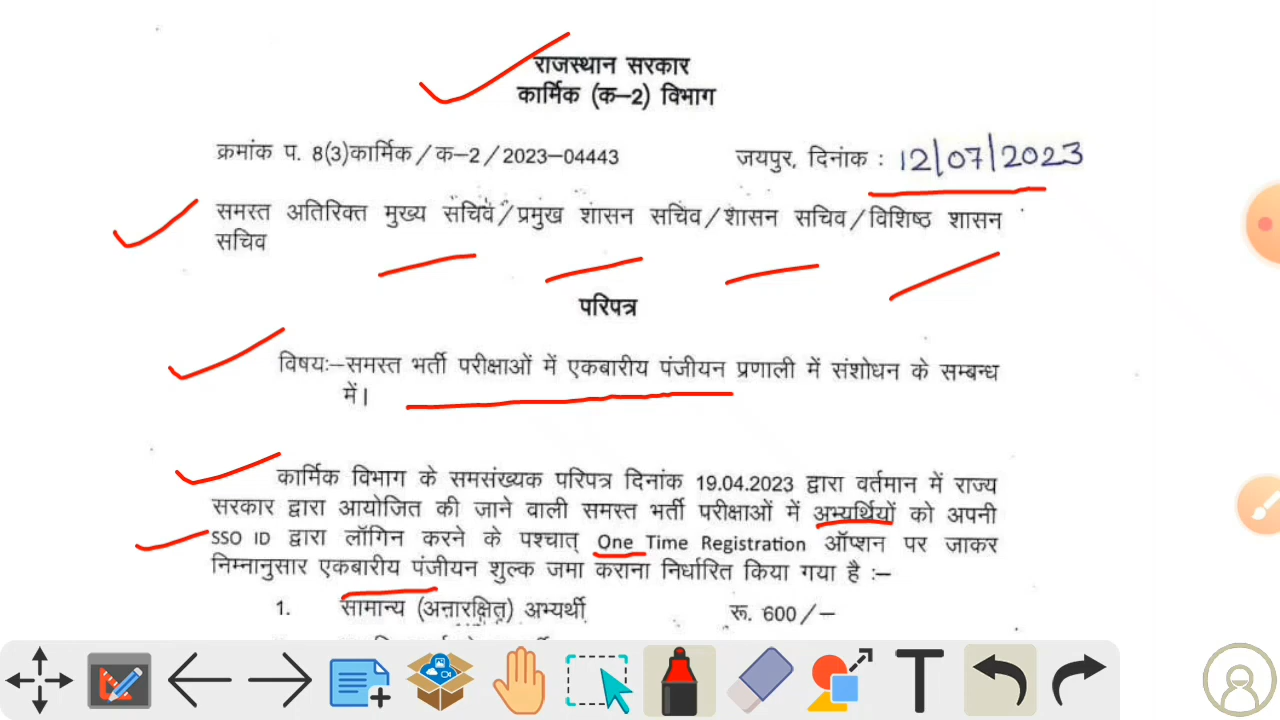 राजस्थान सरकार
कार्मिक (क–2) विभाग
क्रमांक प. 8(3)कार्मिक / क–2 / 2023–04443 जयपुर, दिनांक : 12/07/2023
समस्त अतिरिक्त मुख्य सचिव / प्रमुख शासन सचिव / शासन सचिव / विशिष्ठ शासन
सचिव
परिपत्र
विषयः–समस्त भर्ती परीक्षाओं में एकबारीय पंजीयन प्रणाली में संशोधन के सम्बन्ध
में।
कार्मिक विभाग के समसंख्यक परिपत्र दिनांक 19.04.2023 द्वारा वर्तमान में राज्य
सरकार द्वारा आयोजित की जाने वाली समस्त भर्ती परीक्षाओं में अभ्यर्थियों को अपनी
SSO ID द्वारा लॉगिन करने के पश्चात् One Time Registration ऑप्शन पर जाकर
निम्नानुसार एकबारीय पंजीयन शुल्क जमा कराना निर्धारित किया गया है :–
1. सामान्य (अनारक्षित) अभ्यर्थी रू. 600 / –
T